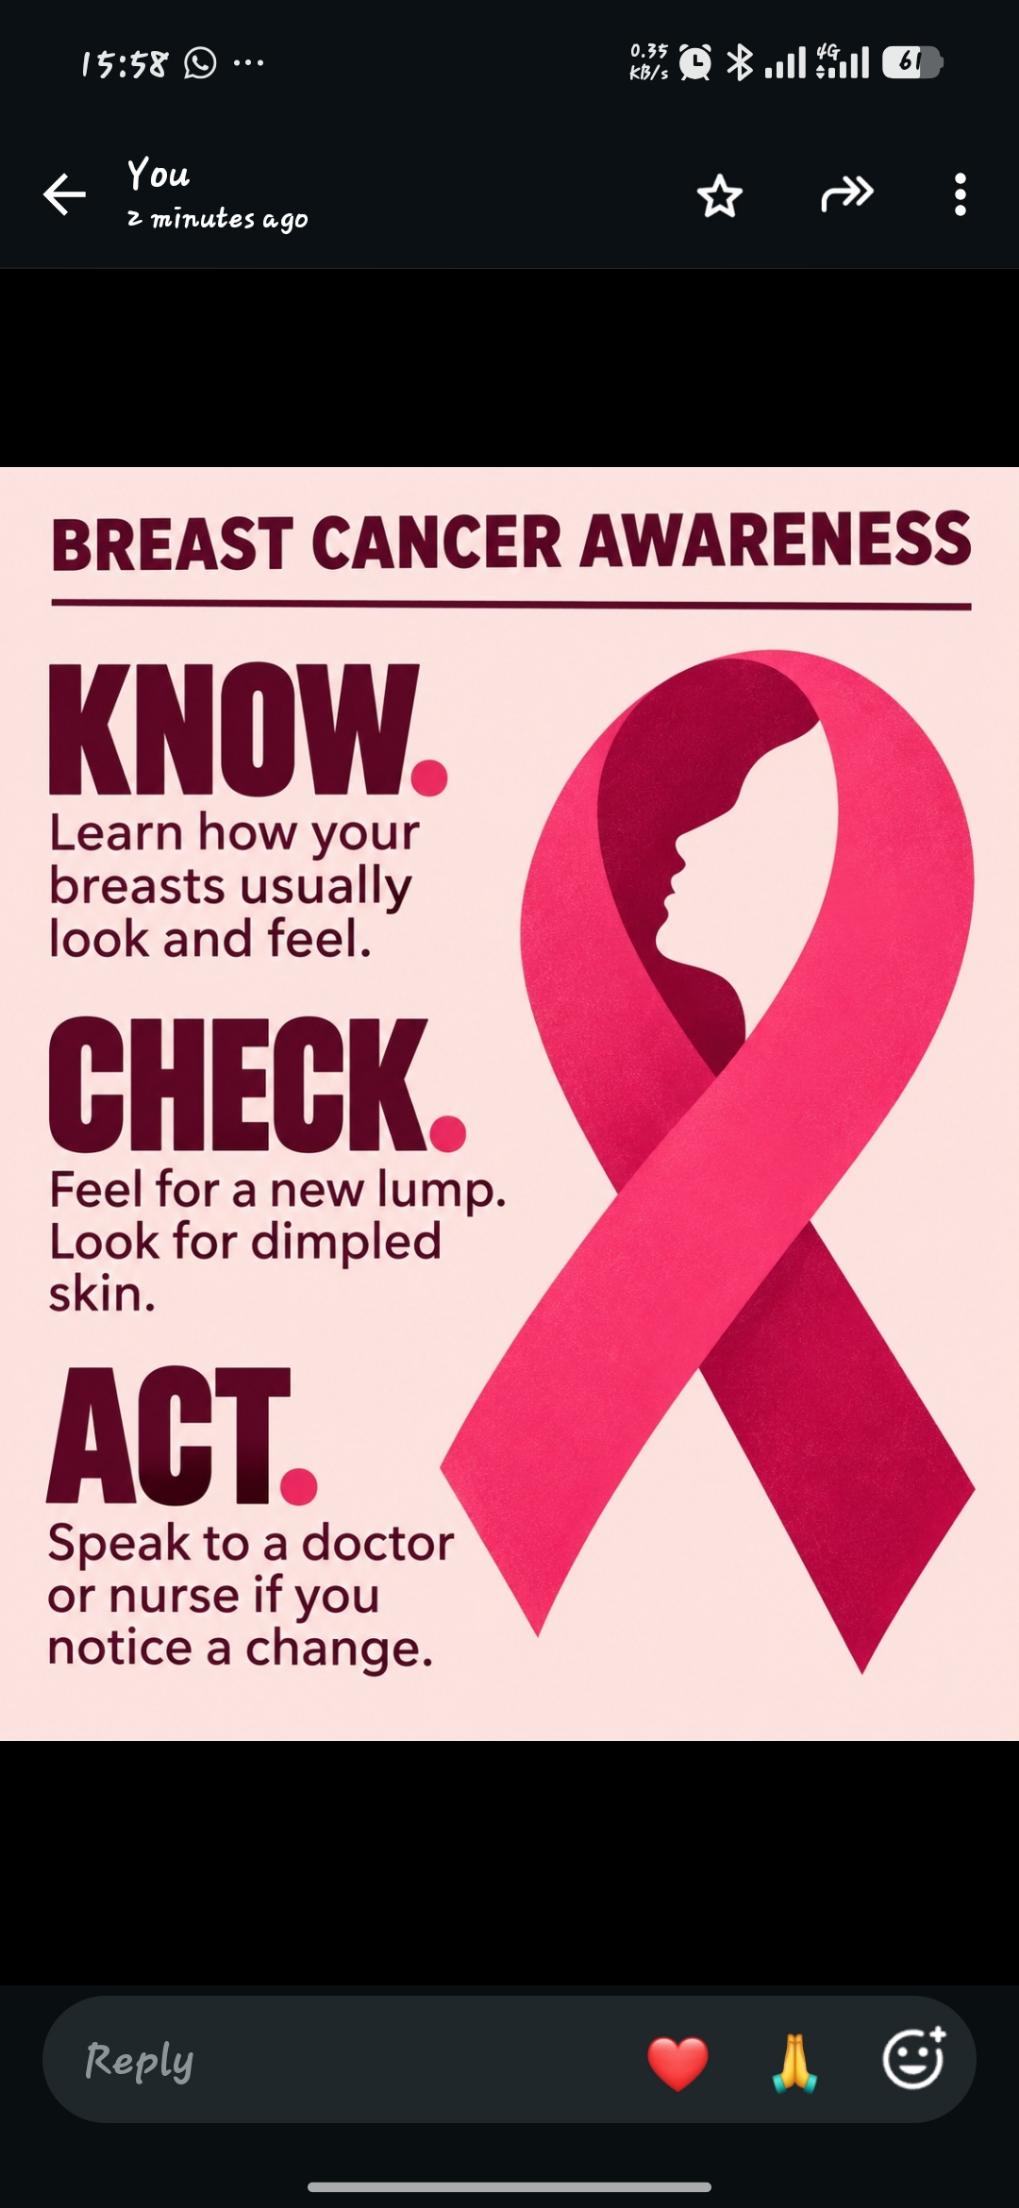 15:58
0.35
KB/s
4G
61
You
2 minutes ago
BREAST CANCER AWARENESS
KNOW.
Learn how your
breasts usually
look and feel.
CHECK.
Feel for a new lump.
Look for dimpled
skin.
ACT.
Speak to a doctor
or nurse if you
notice a change.
Reply